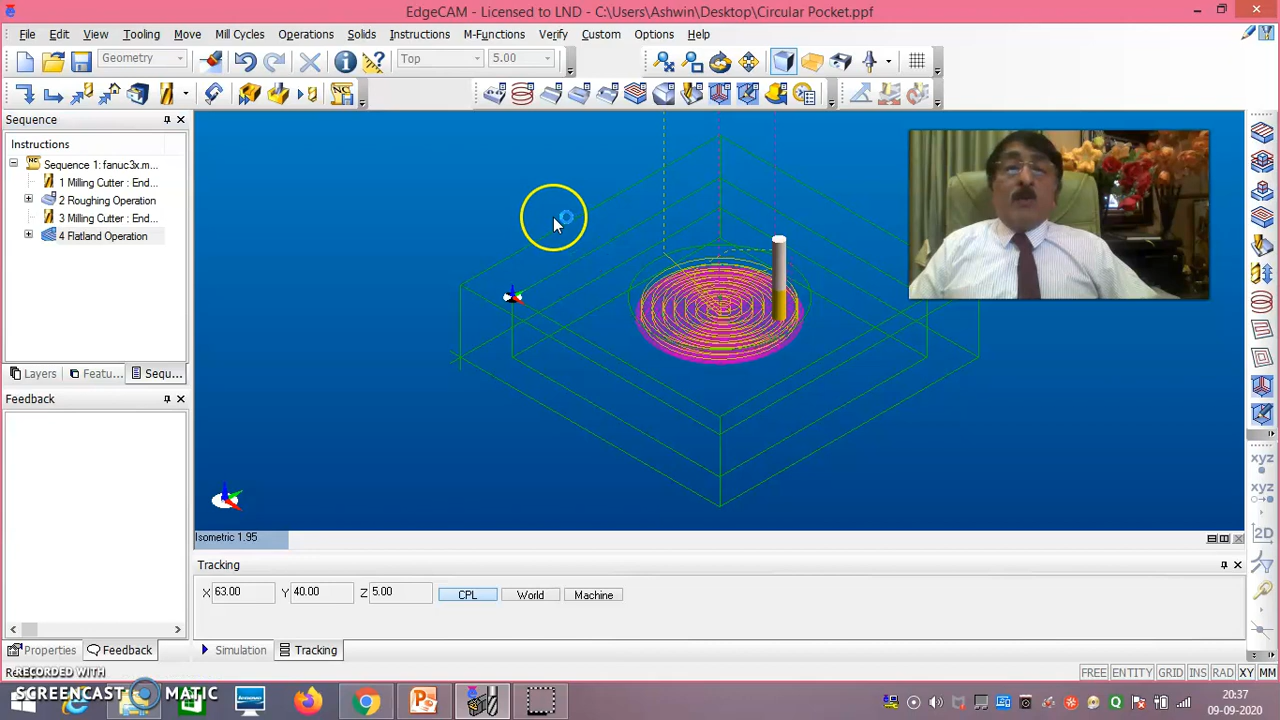 EdgeCAM - Licensed to LND - C:\Users\Ashwin\Desktop\Circular Pocket.ppf
File Edit View Tooling Move Mill Cycles Operations Solids Instructions M-Functions Verify Custom Options Help
Geometry Top 5.00
Sequence
Instructions
Sequence 1: fanuc3x.m...
1 Milling Cutter : End...
2 Roughing Operation
3 Milling Cutter : End...
4 Flatland Operation
Layers Featu... Sequ...
Feedback
xyz
xyz
2D
Isometric 1.95
Tracking
X 63.00 Y 40.00 Z 5.00 CPL World Machine
Properties Feedback Simulation Tracking
RECORDED WITH
FREE ENTITY GRID INS RAD XY MM
SCREENCAST MATIC
20:37
09-09-2020